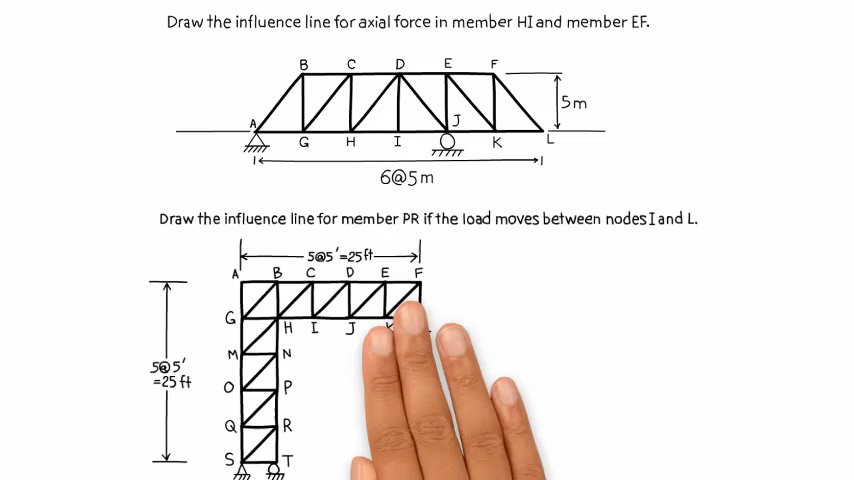 Draw the influence line for axial force in member HI and member EF.
B C D E F
5m
A J
G H I K L
6@5m
Draw the influence line for member PR if the load moves between nodes I and L.
5@5'=25ft
A B C D E F
G H I J
M N
5@5'
=25ft
O P
Q R
S T